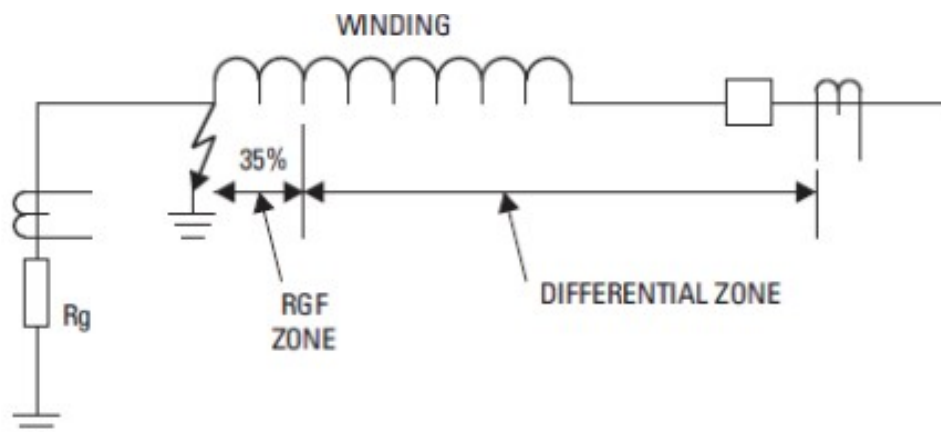 WINDING
35%
Rg
RGF
ZONE
DIFFERENTIAL ZONE